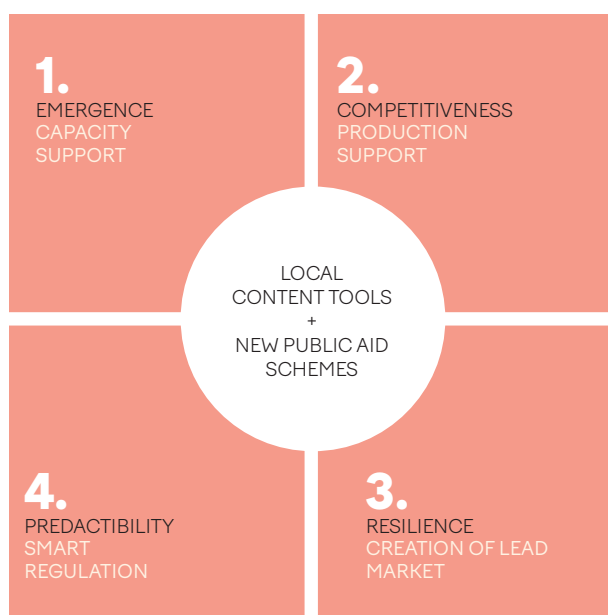 1.
EMERGENCE
CAPACITY
SUPPORT
2.
COMPETITIVENESS
PRODUCTION
SUPPORT
LOCAL
CONTENT TOOLS
+
NEW PUBLIC AID
SCHEMES
4.
PREDACTIBILITY
SMART
REGULATION
3.
RESILIENCE
CREATION OF LEAD
MARKET